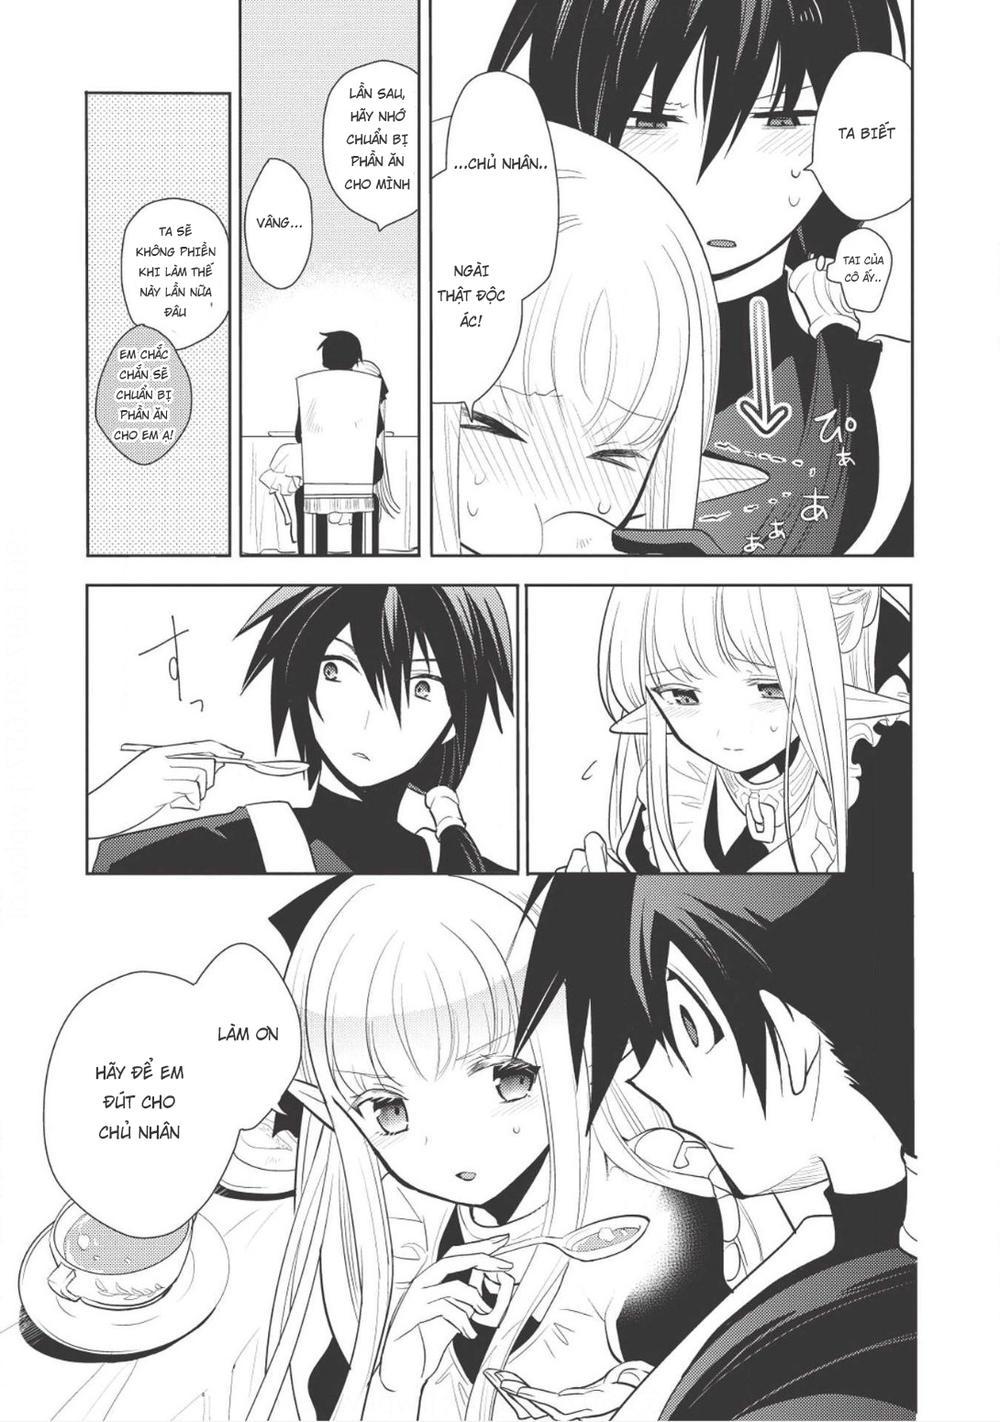 TA BIẾT
TAI CỦA
CÔ ẤY..
...CHỦ NHÂN..
NGÀI
THẬT ĐỘC
ÁC!
ぴぁ
ぁ
あ
ぁ
ぁ
LẦN SAU,
HÃY NHỚ
CHUẨN BỊ
PHẦN ĂN
CHO MÌNH
VÂNG...
TA SẼ
KHÔNG PHIỀN
KHI LÀM THẾ
NÀY LẦN NỮA
ĐÂU
EM CHẮC
CHẮN SẼ
CHUẨN BỊ
PHẦN ĂN
CHO EM Ạ!
すっ
LÀM ƠN
HÃY ĐỂ EM
ĐÚT CHO
CHỦ NHÂN